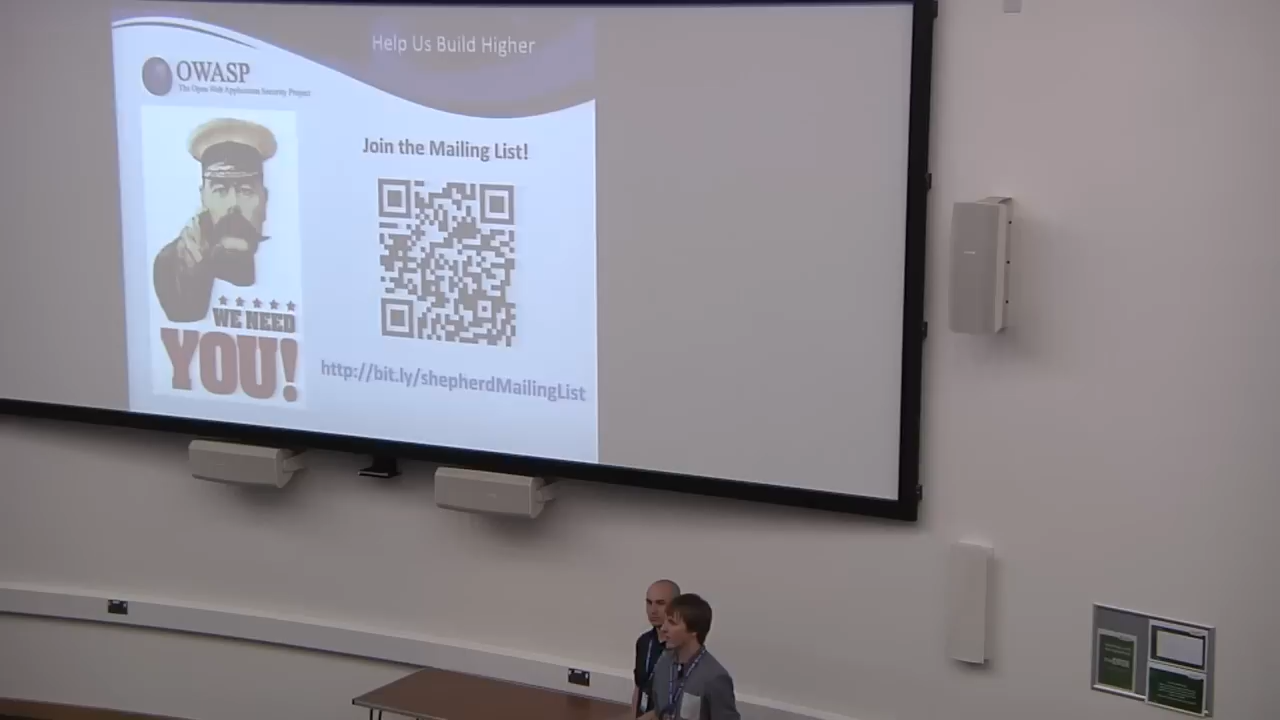 Help Us Build Higher
OWASP
The Open Web Application Security Project
Join the Mailing List!
WE NEED
YOU!
http://bit.ly/shepherdMailingList